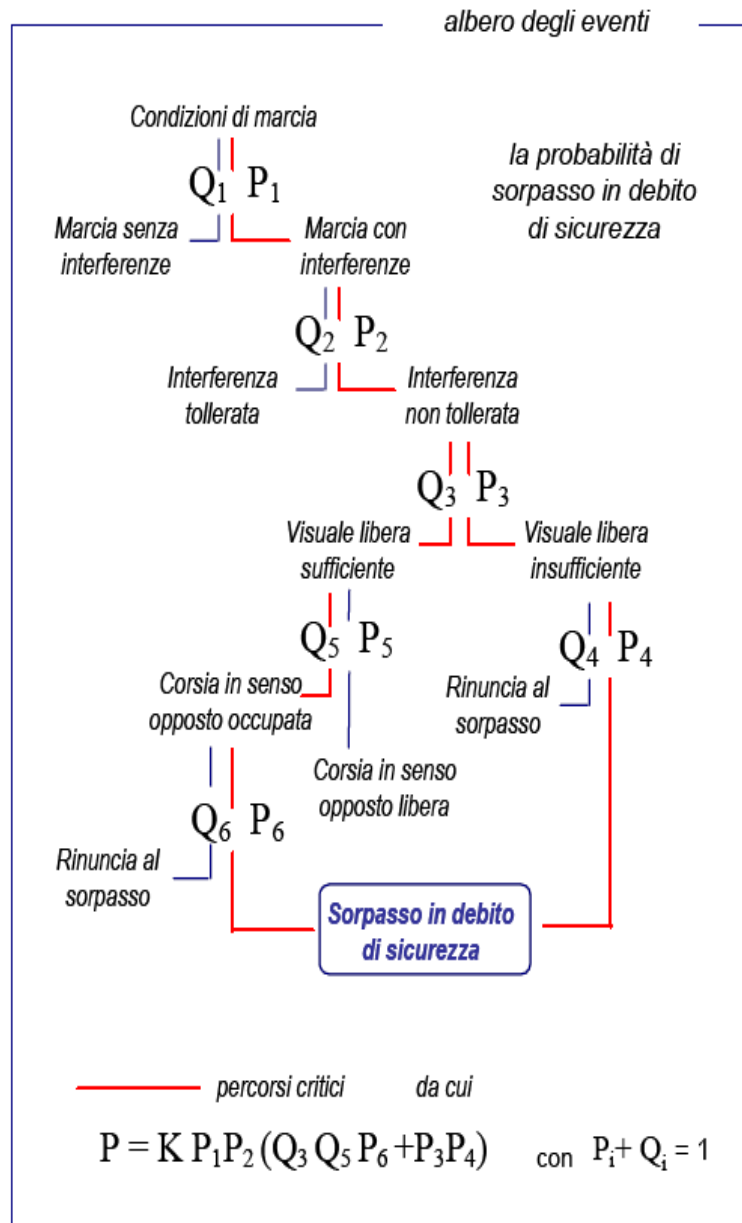 albero degli eventi
Condizioni di marcia
la probabilità di
sorpasso in debito
di sicurezza
Q₁ P₁
Marcia senza
interferenze
Marcia con
interferenze
Q₂ P₂
Interferenza
tollerata
Interferenza
non tollerata
Q₃ P₃
Visuale libera
sufficiente
Visuale libera
insufficiente
Q₅ P₅
Q₄ P₄
Corsia in senso
opposto occupata
Rinuncia al
sorpasso
Corsia in senso
opposto libera
Q₆ P₆
Rinuncia al
sorpasso
Sorpasso in debito
di sicurezza
percorsi critici da cui
P = K P₁P₂ (Q₃ Q₅ P₆ +P₃P₄) con Pᵢ+ Qᵢ = 1